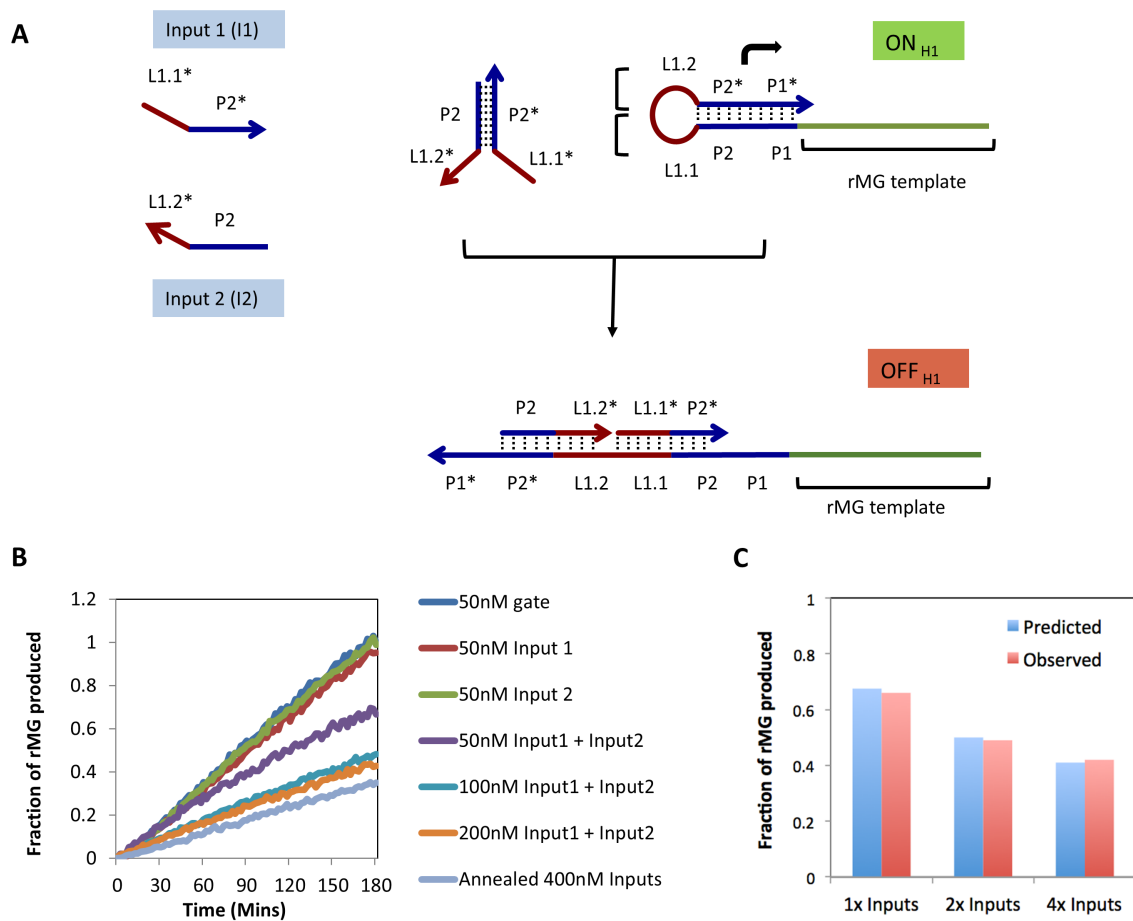 A
Input 1 (I1)
L1.1*
P2*
L1.2*
P2
Input 2 (I2)
P2
P2*
L1.2*
L1.1*
ON H1
L1.2
P2*
P1*
L1.1
P2
P1
rMG template
OFF H1
P2
L1.2*
L1.1*
P2*
P1*
P2*
L1.2
L1.1
P2
P1
rMG template
B
Fraction of rMG produced
1.2
1
0.8
0.6
0.4
0.2
0
0
30
60
90
120
150
180
Time (Mins)
50nM gate
50nM Input 1
50nM Input 2
50nM Input1 + Input2
100nM Input1 + Input2
200nM Input1 + Input2
Annealed 400nM Inputs
C
Fraction of rMG produced
1
0.8
0.6
0.4
0.2
0
Predicted
Observed
1x Inputs
2x Inputs
4x Inputs